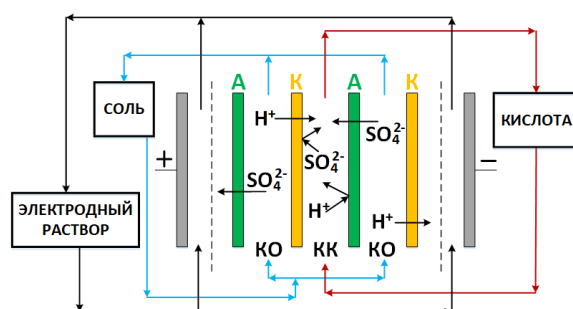 А К А К
СОЛЬ
H⁺
SO₄²⁻
КИСЛОТА
+
SO₄²⁻
−
SO₄²⁻
ЭЛЕКТРОДНЫЙ
РАСТВОР
H⁺
H⁺
КО КК КО